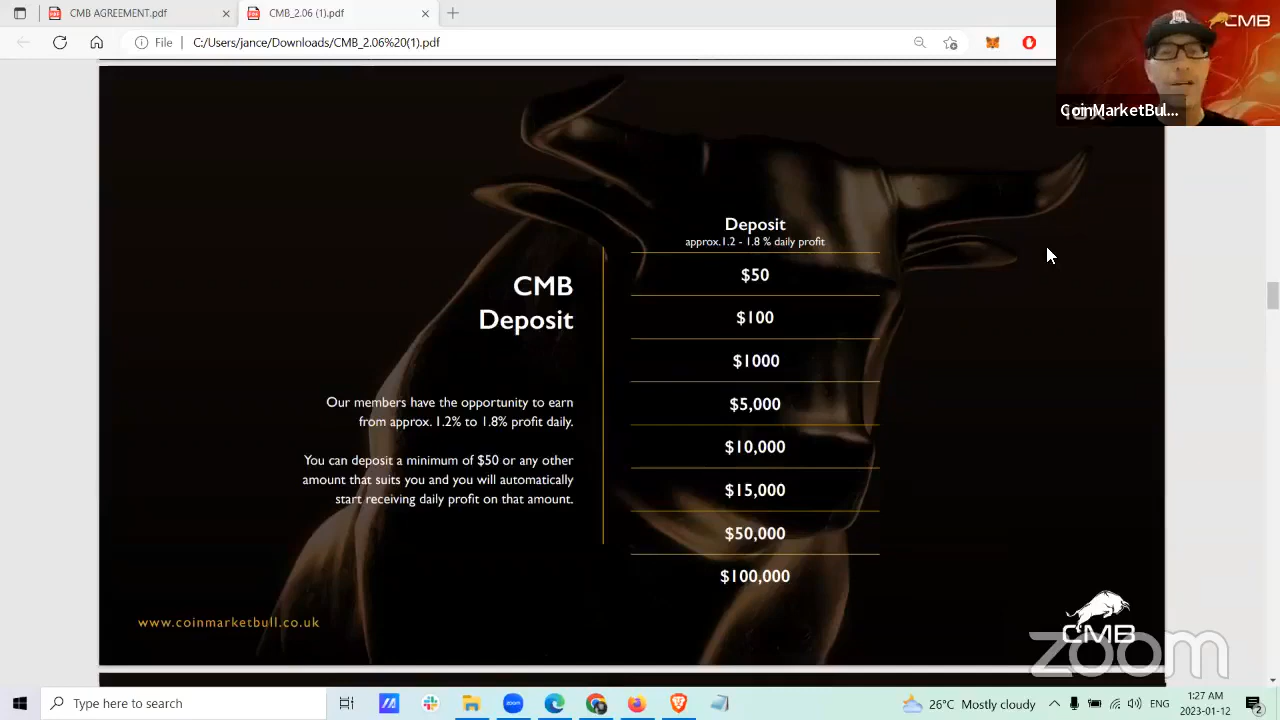 CMB AGREEMENT.pdf
CMB_2.06 (1).pdf
File
C:/Users/jance/Downloads/CMB_2.06%20(1).pdf
CMB
CoinMarketBul...
Deposit
approx.1.2 - 1.8 % daily profit
$50
$100
$1000
$5,000
$10,000
$15,000
$50,000
$100,000
CMB
Deposit
Our members have the opportunity to earn
from approx. 1.2% to 1.8% profit daily.
You can deposit a minimum of $50 or any other
amount that suits you and you will automatically
start receiving daily profit on that amount.
www.coinmarketbull.co.uk
CMB
zoom
Type here to search
zoom
26°C Mostly cloudy
ENG
1:27 AM
2023-01-12
2